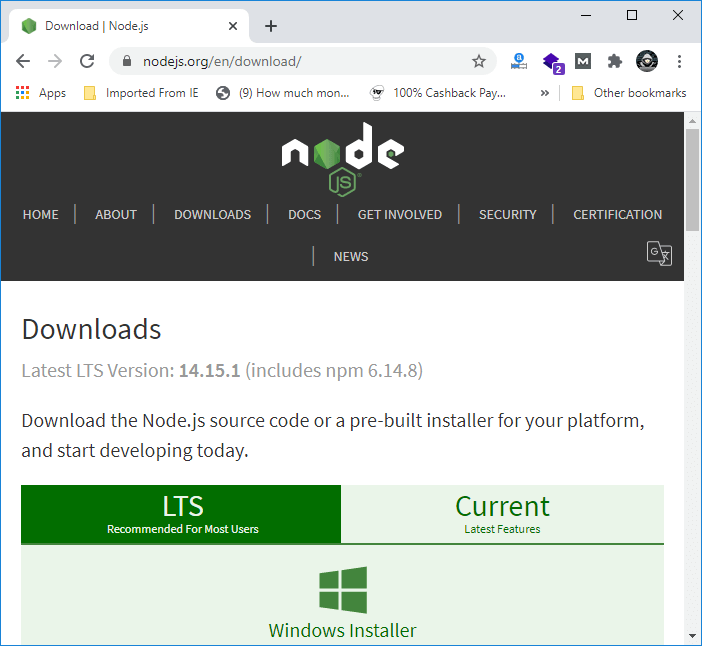 Download | Node.js
nodejs.org/en/download/
2
M
Apps
Imported From IE
(9) How much mon...
100% Cashback Pay...
»
Other bookmarks
node
JS
HOME | ABOUT | DOWNLOADS | DOCS | GET INVOLVED | SECURITY | CERTIFICATION
| NEWS
G
Downloads
Latest LTS Version: 14.15.1 (includes npm 6.14.8)
Download the Node.js source code or a pre-built installer for your platform,
and start developing today.
LTS
Recommended For Most Users
Current
Latest Features
Windows Installer